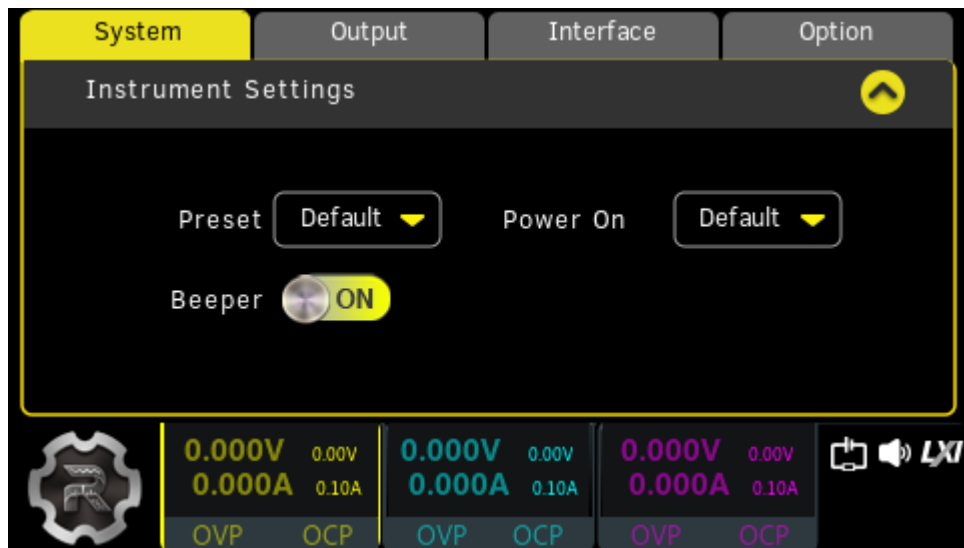 System Output Interface Option
Instrument Settings
Preset Default Power On Default
Beeper ON
0.000V 0.00V 0.000V 0.00V 0.000V 0.00V
0.000A 0.10A 0.000A 0.10A 0.000A 0.10A
LXI
R
OVP OCP OVP OCP OVP OCP